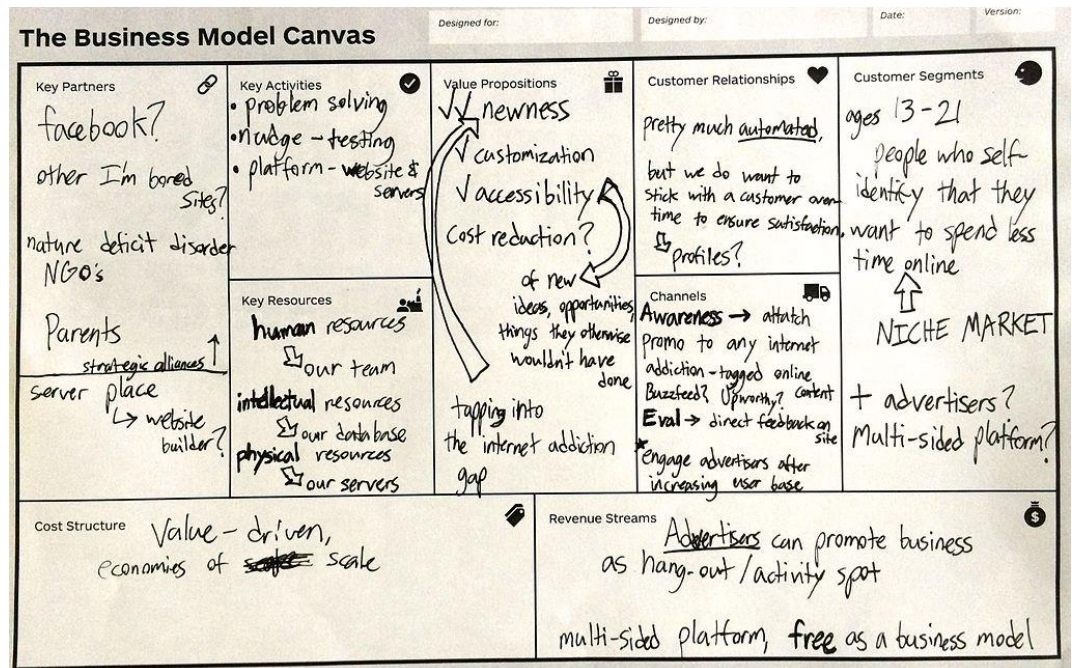 The Business Model Canvas
Designed for:
Designed by:
Date:
Version:
Key Partners
facebook?
other I'm bored
sites?
nature deficit disorder
NGO's
Parents
strategic alliances
server place
website
builder?
Key Activities
• problem solving
• nudge - testing
• platform - website &
servers
Key Resources
human resources
our team
intellectual resources
our database
physical resources
our servers
Value Propositions
newness
customization
accessibility
cost reduction?
of new
ideas, opportunities,
things they otherwise
wouldn't have
done
tapping into
the internet addiction
gap
Customer Relationships
pretty much automated,
but we do want to
stick with a customer over
time to ensure satisfaction.
profiles?
Channels
Awareness → attatch
promo to any internet
addiction-tagged online
Buzzfeed? Upworthy? content
Eval → direct feedback on
site
* engage advertisers after
increasing user base
Customer Segments
ages 13-21
people who self-
identify that they
want to spend less
time online
NICHE MARKET
+ advertisers?
Multi-sided platform?
Cost Structure
Value - driven,
economies of scale
Revenue Streams
Advertisers can promote business
as hang-out/activity spot
multi-sided platform, free as a business model